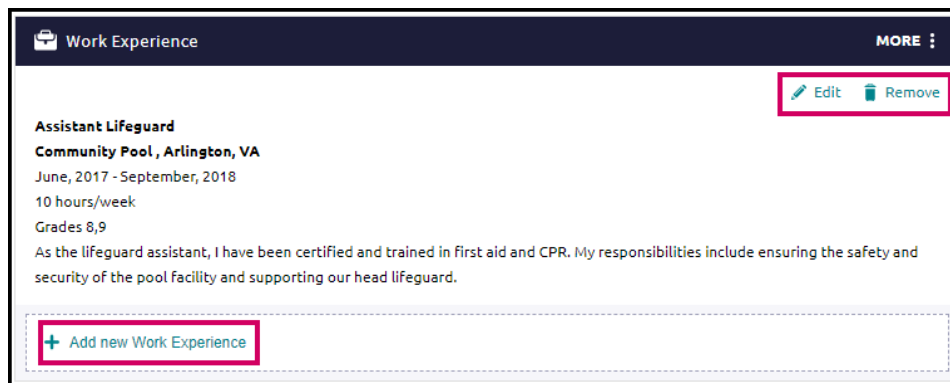 Work Experience MORE
Edit Remove
Assistant Lifeguard
Community Pool , Arlington, VA
June, 2017 - September, 2018
10 hours/week
Grades 8,9
As the lifeguard assistant, I have been certified and trained in first aid and CPR. My responsibilities include ensuring the safety and
security of the pool facility and supporting our head lifeguard.
+ Add new Work Experience